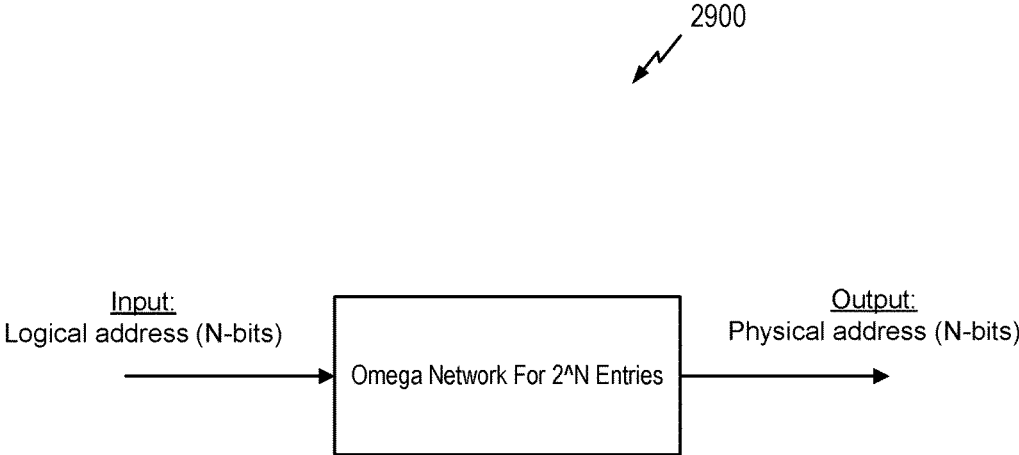 2900
Input:
Logical address (N-bits)
Omega Network For 2^N Entries
Output:
Physical address (N-bits)